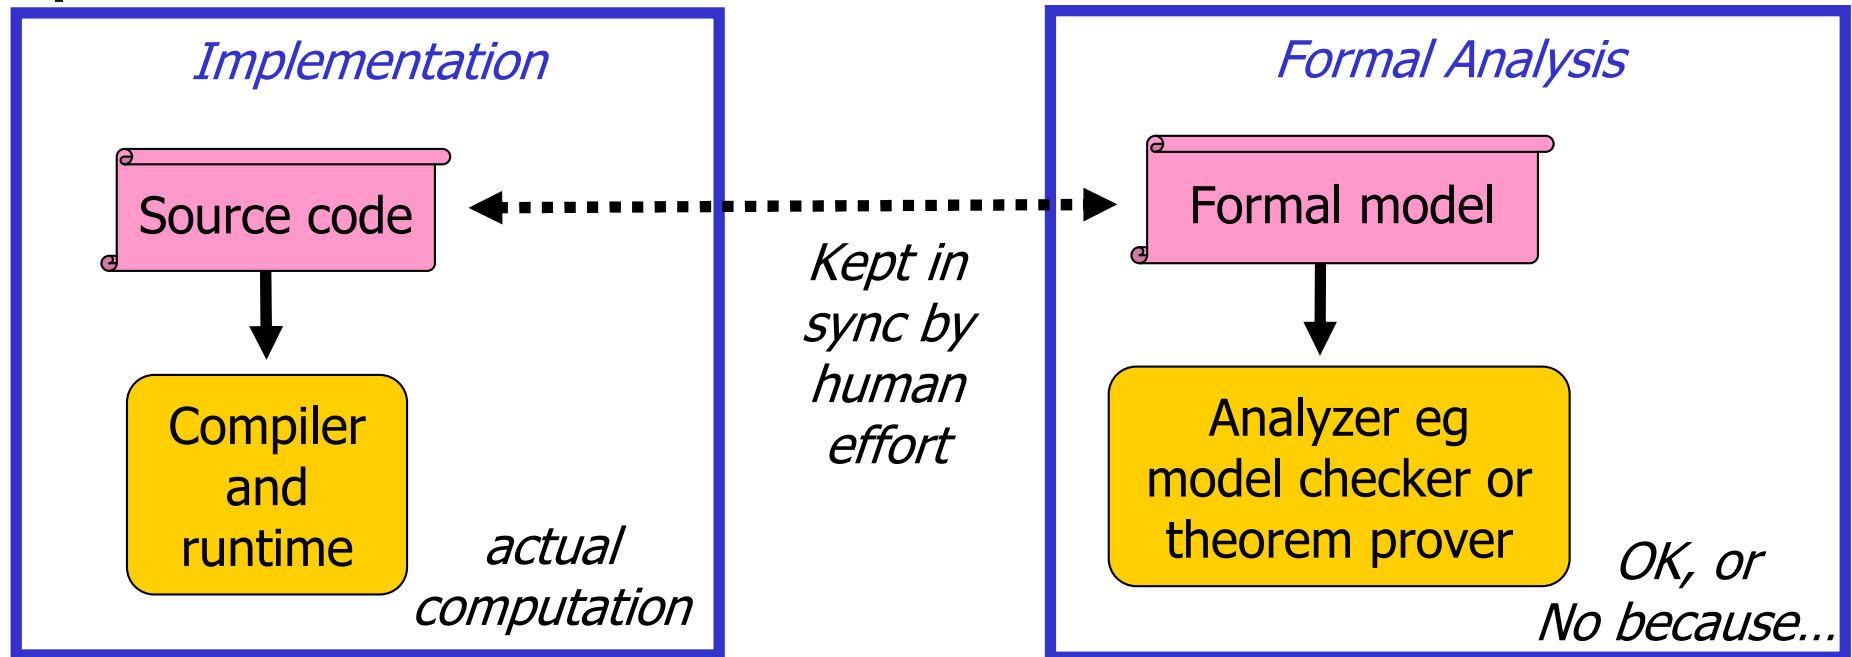 Implementation
Source code
Compiler
and
runtime
actual
computation
Kept in
sync by
human
effort
Formal Analysis
Formal model
Analyzer eg
model checker or
theorem prover
OK, or
No because...